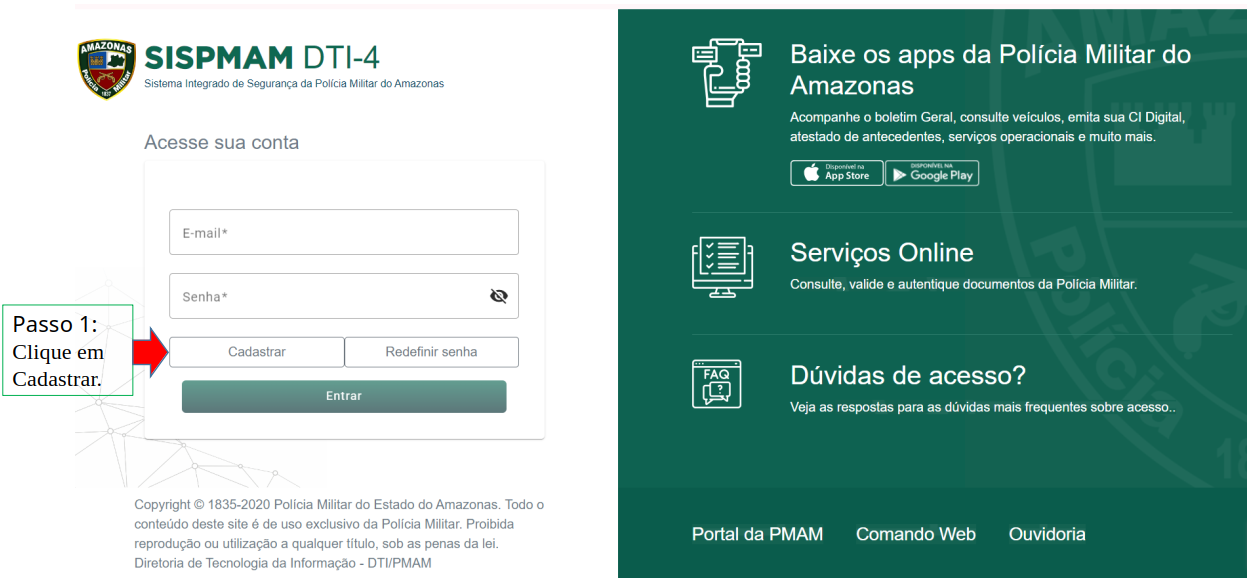 AMAZONAS
Polícia Militar
1837
SISPMAM DTI-4
Sistema Integrado de Segurança da Polícia Militar do Amazonas
Acesse sua conta
E-mail*
Senha*
Passo 1:
Clique em
Cadastrar.
Cadastrar
Redefinir senha
Entrar
Copyright © 1835-2020 Polícia Militar do Estado do Amazonas. Todo o
conteúdo deste site é de uso exclusivo da Polícia Militar. Proibida
reprodução ou utilização a qualquer título, sob as penas da lei.
Diretoria de Tecnologia da Informação - DTI/PMAM
Baixe os apps da Polícia Militar do
Amazonas
Acompanhe o boletim Geral, consulte veículos, emita sua CI Digital,
atestado de antecedentes, serviços operacionais e muito mais.
Disponível na
App Store
DISPONÍVEL NA
Google Play
Serviços Online
Consulte, valide e autentique documentos da Polícia Militar.
FAQ
?
Dúvidas de acesso?
Veja as respostas para as dúvidas mais frequentes sobre acesso..
Polícia
18
Portal da PMAM
Comando Web
Ouvidoria